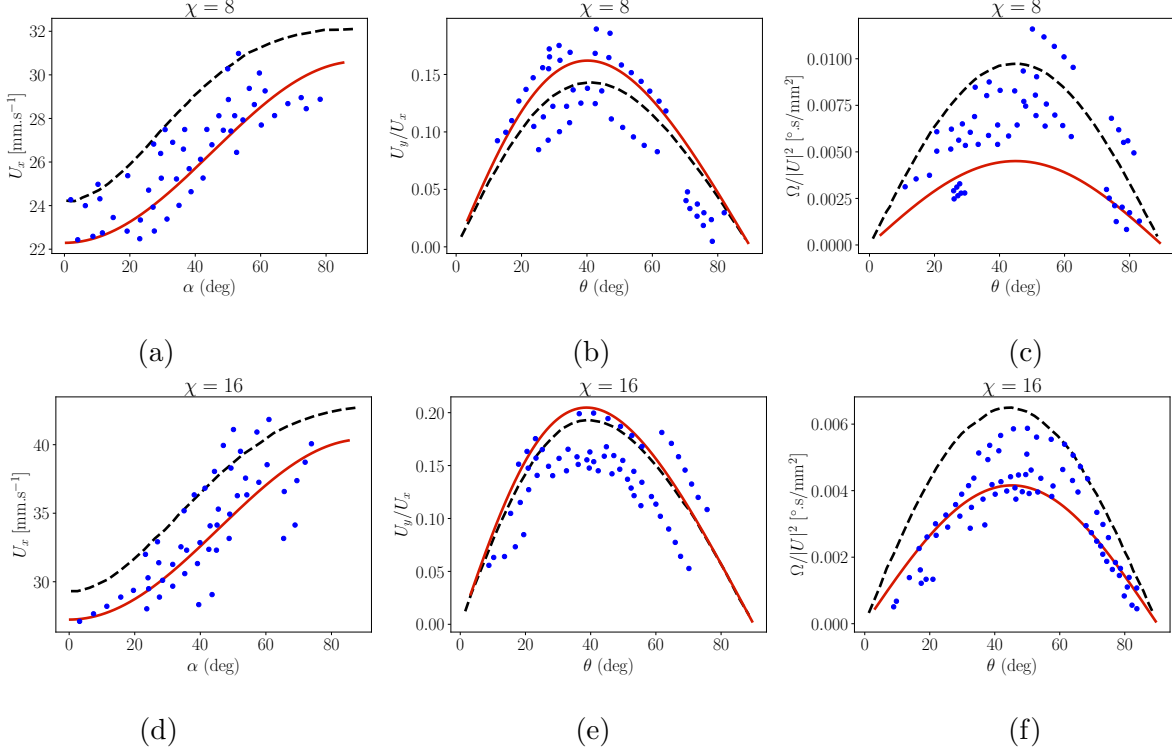 χ = 8
32
30
28
26
24
22
U_x [mm.s⁻¹]
0 20 40 60 80
α (deg)
(a)
χ = 8
0.15
0.10
0.05
0.00
U_y/U_x
0 20 40 60 80
θ (deg)
(b)
χ = 8
0.0100
0.0075
0.0050
0.0025
0.0000
Ω/|U|² [°.s/mm²]
0 20 40 60 80
θ (deg)
(c)
χ = 16
40
35
30
U_x [mm.s⁻¹]
0 20 40 60 80
α (deg)
(d)
χ = 16
0.20
0.15
0.10
0.05
0.00
U_y/U_x
0 20 40 60 80
θ (deg)
(e)
χ = 16
0.006
0.004
0.002
0.000
Ω/|U|² [°.s/mm²]
0 20 40 60 80
θ (deg)
(f)